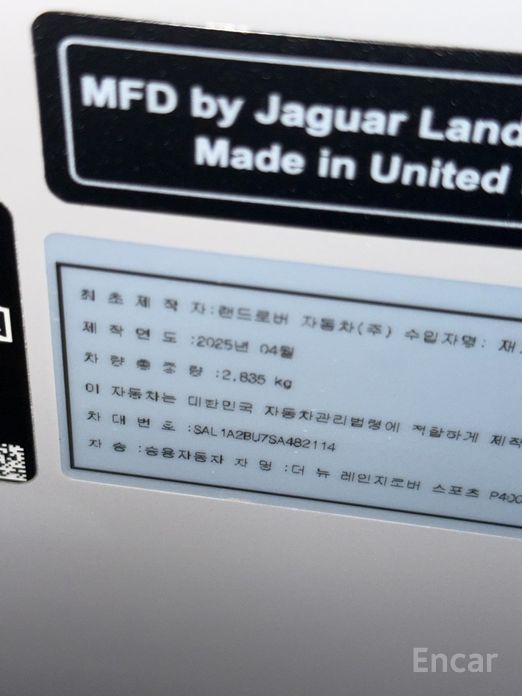 MFD by Jaguar Land
Made in United
최 초 제 작 자:랜드로버 자동차(주) 수입자명: 재
제 작 연 도 :2025년 04월
차 량 총 중 량 :2,835 kg
이 자동차는 대한민국 자동차관리법령에 적합하게 제작
차 대 번 호 :SAL1A2BU7SA482114
차 종 :승용자동차 차 명 :더 뉴 레인지로버 스포츠 P400
Encar